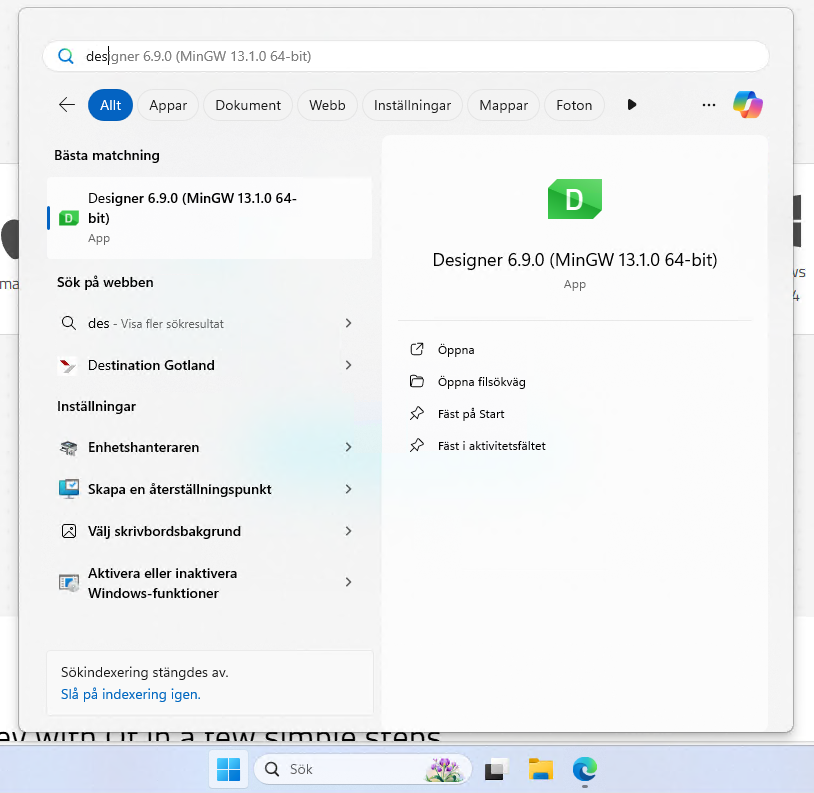 designer 6.9.0 (MinGW 13.1.0 64-bit)
Allt
Appar
Dokument
Webb
Inställningar
Mappar
Foton
Bästa matchning
Designer 6.9.0 (MinGW 13.1.0 64-
bit)
App
Sök på webben
des - Visa fler sökresultat
Destination Gotland
Inställningar
Enhetshanteraren
Skapa en återställningspunkt
Välj skrivbordsbakgrund
Aktivera eller inaktivera
Windows-funktioner
Sökindexering stängdes av.
Slå på indexering igen.
D
Designer 6.9.0 (MinGW 13.1.0 64-bit)
App
Öppna
Öppna filsökväg
Fäst på Start
Fäst i aktivitetsfältet
with Qt in a few simple steps
Sök